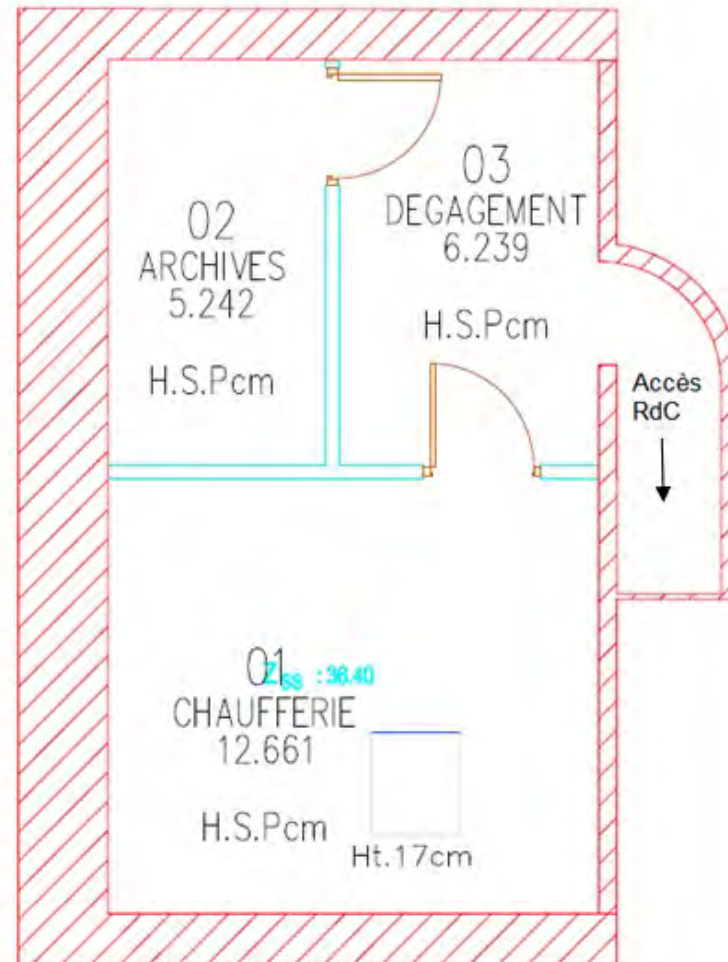 02
ARCHIVES
5.242
H.S.Pcm
03
DEGAGEMENT
6.239
H.S.Pcm
Accès
RdC
01
ZSS :36.40
CHAUFFERIE
12.661
H.S.Pcm
Ht.17cm